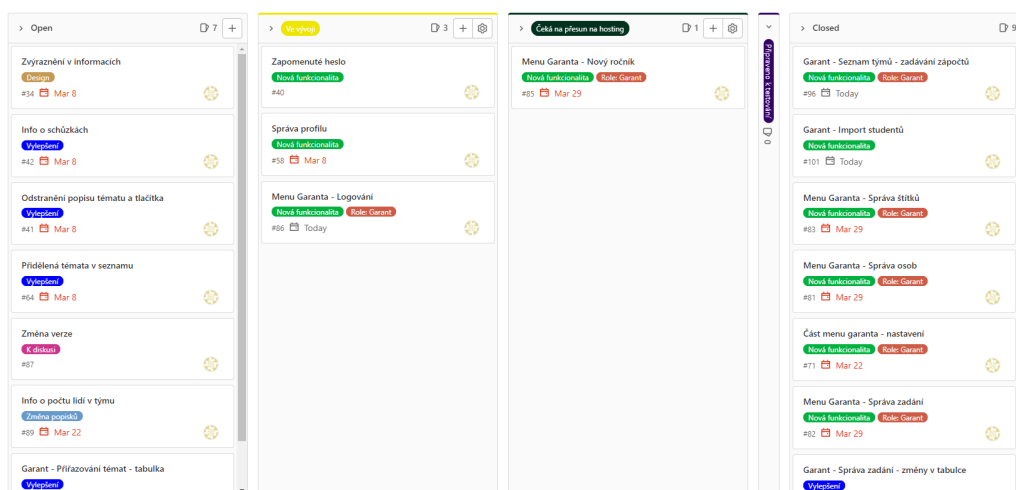 Open 7
Zvýraznění v informacích
Design
#34 Mar 8
Info o schůzkách
Vylepšení
#42 Mar 8
Odstranění popisu tématu a tlačítka
Vylepšení
#41 Mar 8
Přidělená témata v seznamu
Vylepšení
#64 Mar 8
Změna verze
K diskusi
#87
Info o počtu lidí v týmu
Změna popisků
#89 Mar 22
Garant - Přiřazování témat - tabulka
Vylepšení
Ve vývoji 3
Zapomenuté heslo
Nová funkcionalita
#40
Správa profilu
Nová funkcionalita
#58 Mar 8
Menu Garanta - Logování
Nová funkcionalita Role: Garant
#86 Today
Čeká na přesun na hosting 1
Menu Garanta - Nový ročník
Nová funkcionalita Role: Garant
#85 Mar 29
Připraveno k testování
0
Closed 9
Garant - Seznam týmů - zadávání zápočtů
Nová funkcionalita Role: Garant
#96 Today
Garant - Import studentů
Nová funkcionalita
#101 Today
Menu Garanta - Správa štítků
Nová funkcionalita Role: Garant
#83 Mar 29
Menu Garanta - Správa osob
Nová funkcionalita Role: Garant
#81 Mar 29
Část menu garanta - nastavení
Nová funkcionalita Role: Garant
#71 Mar 22
Menu Garanta - Správa zadání
Nová funkcionalita Role: Garant
#82 Mar 29
Garant - Správa zadání - změny v tabulce
Vylepšení